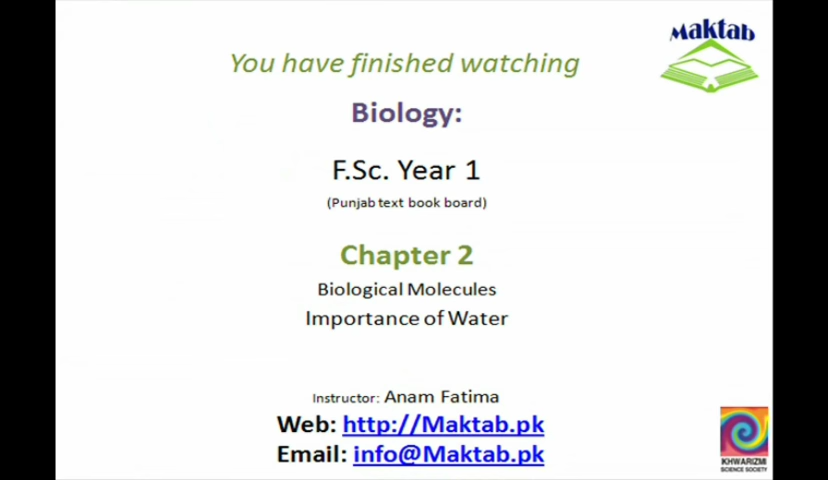 Maktab
You have finished watching
Biology:
F.Sc. Year 1
(Punjab text book board)
Chapter 2
Biological Molecules
Importance of Water
Instructor: Anam Fatima
Web: http://Maktab.pk
Email: info@Maktab.pk
KHWARIZMI
SCIENCE SOCIETY